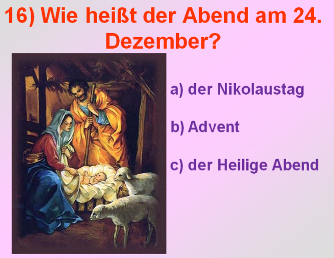 16) Wie heißt der Abend am 24.
Dezember?
a) der Nikolaustag
b) Advent
c) der Heilige Abend